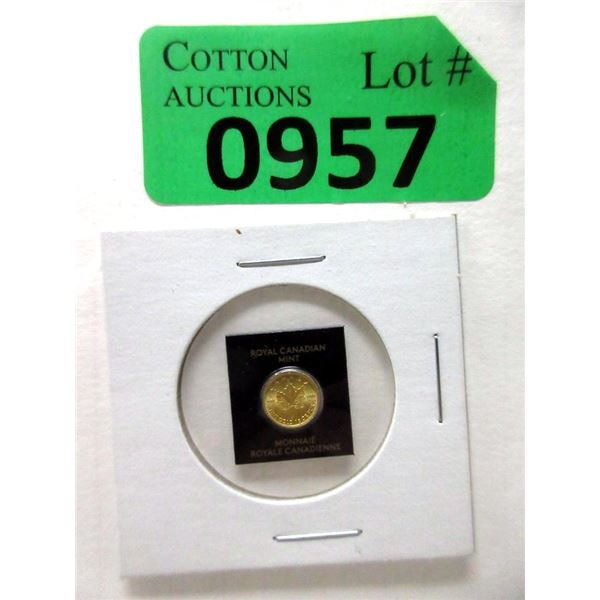 COTTON
AUCTIONS
Lot #
0957
ROYAL CANADIAN
MINT
MONNAIE
ROYALE CANADIENNE